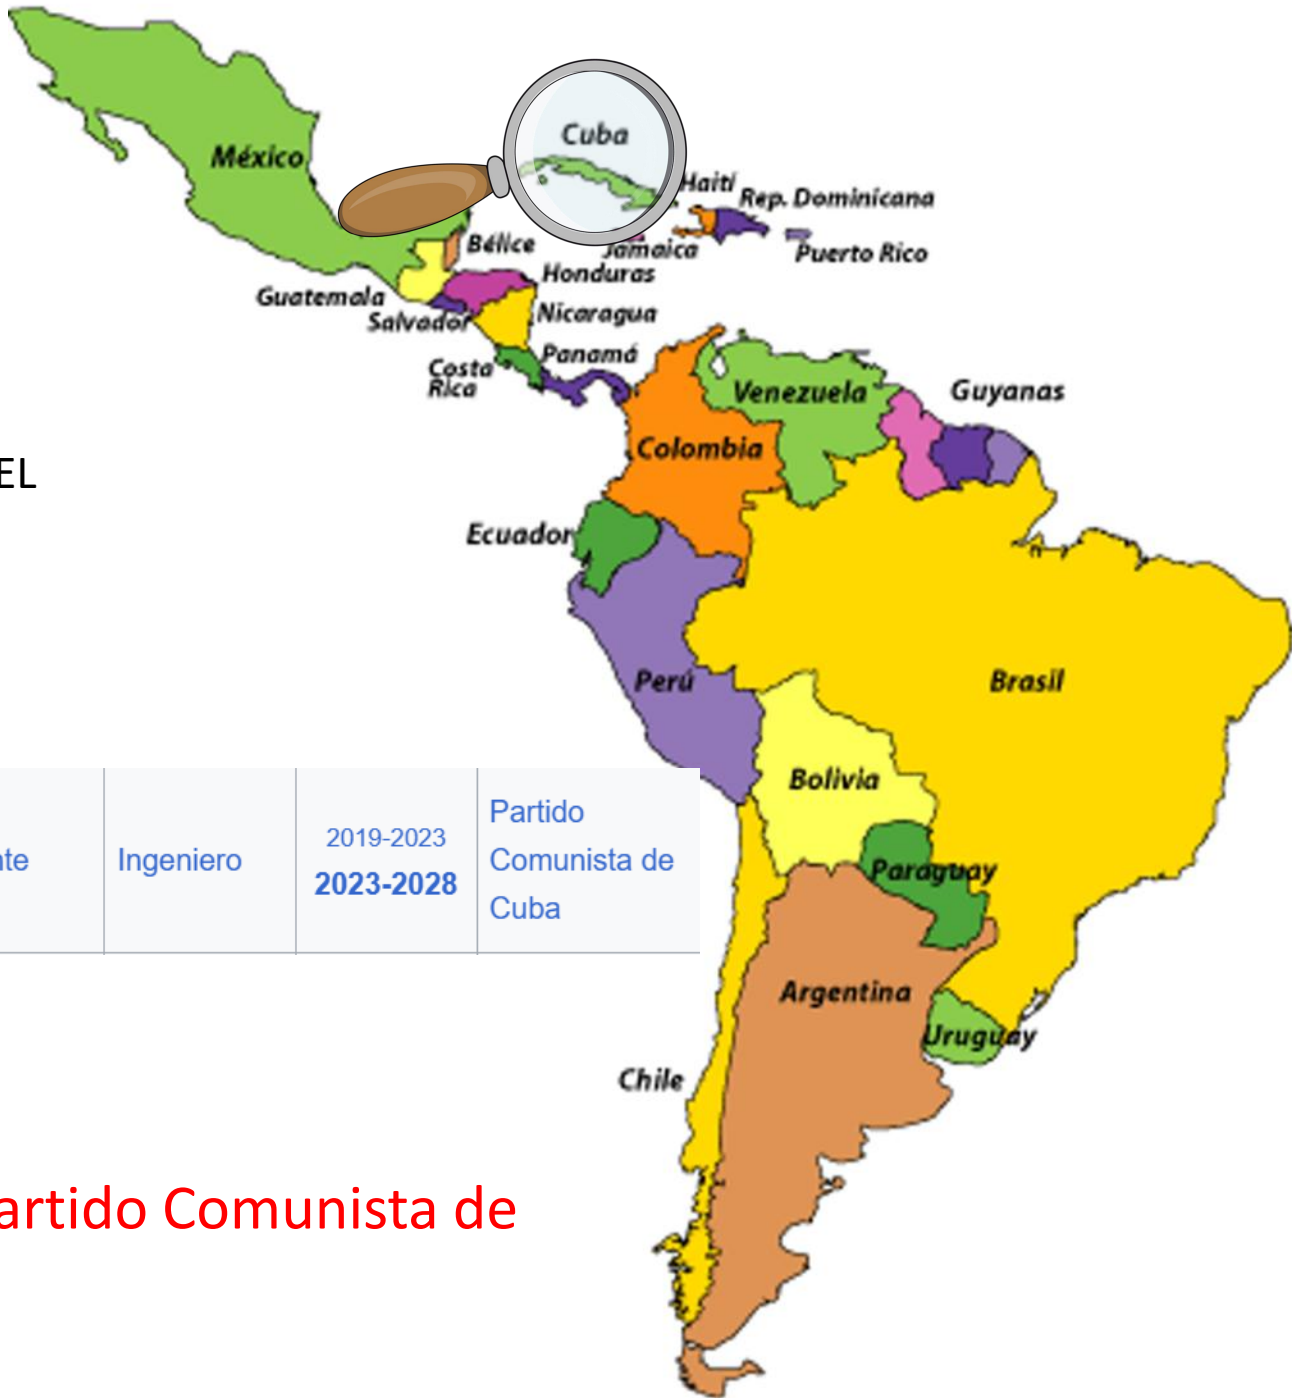 México
Cuba
Haití
Rep. Dominicana
Jamaica
Puerto Rico
Bélice
Honduras
Guatemala
Salvador
Nicaragua
Costa
Rica
Panamá
Venezuela
Guyanas
Colombia
EL
Ecuador
Perú
Brasil
Bolivia
nte
Ingeniero
2019-2023
2023-2028
Partido
Comunista de
Cuba
Paraguay
Argentina
Uruguay
Chile
artido Comunista de